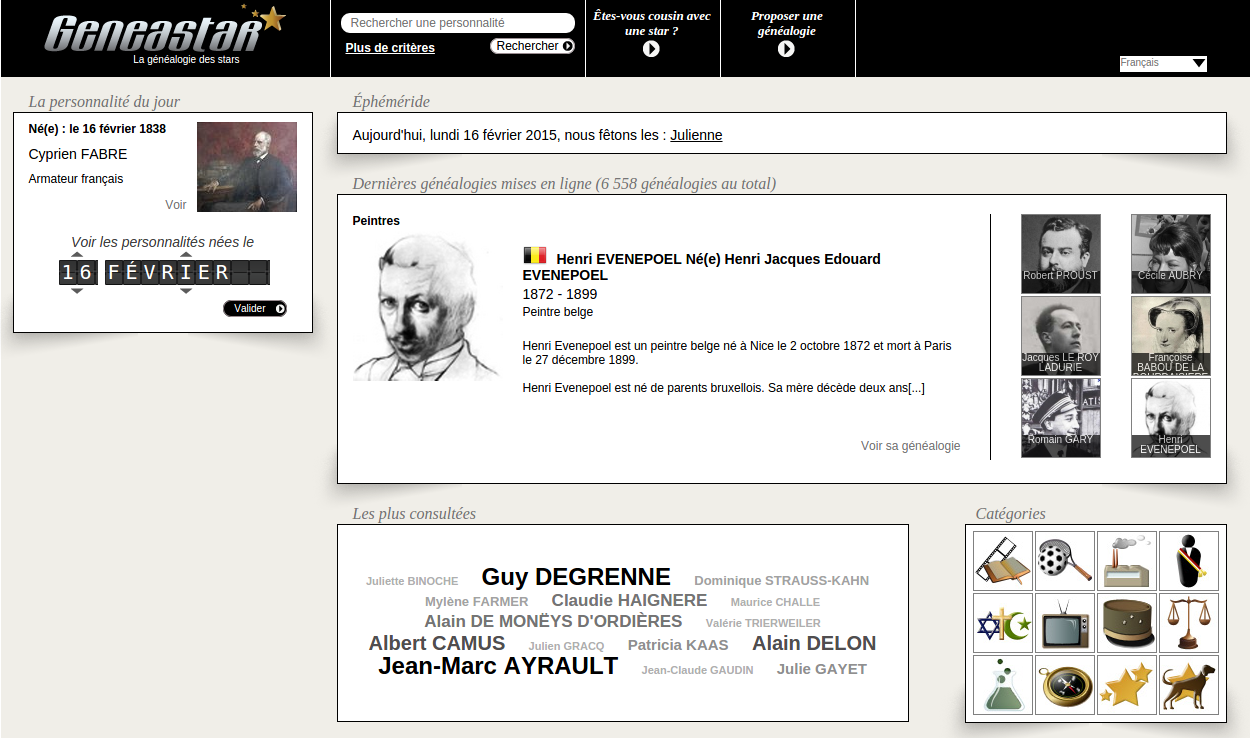 GENEASTAR
La généalogie des stars
Rechercher une personnalité
Plus de critères
Rechercher
Êtes-vous cousin avec
une star ?
Proposer une
généalogie
Français
La personnalité du jour
Né(e) : le 16 février 1838
Cyprien FABRE
Armateur français
Voir
Voir les personnalités nées le
16 FÉVRIER
Valider
Éphéméride
Aujourd'hui, lundi 16 février 2015, nous fêtons les : Julienne
Dernières généalogies mises en ligne (6 558 généalogies au total)
Peintres
Henri EVENEPOEL Né(e) Henri Jacques Edouard
EVENEPOEL
1872 - 1899
Peintre belge
Henri Evenepoel est un peintre belge né à Nice le 2 octobre 1872 et mort à Paris
le 27 décembre 1899.
Henri Evenepoel est né de parents bruxellois. Sa mère décède deux ans[...]
Voir sa généalogie
Robert PROUST
Cécile AUBRY
Jacques LE ROY
LADURIE
Françoise
BABOU DE LA
BOURDAISIERE
Romain GARY
Henri
EVENEPOEL
Les plus consultées
Juliette BINOCHE Guy DEGRENNE Dominique STRAUSS-KAHN
Mylène FARMER Claudie HAIGNERE Maurice CHALLE
Alain DE MONËYS D'ORDIÈRES Valérie TRIERWEILER
Albert CAMUS Julien GRACQ Patricia KAAS Alain DELON
Jean-Marc AYRAULT Jean-Claude GAUDIN Julie GAYET
Catégories